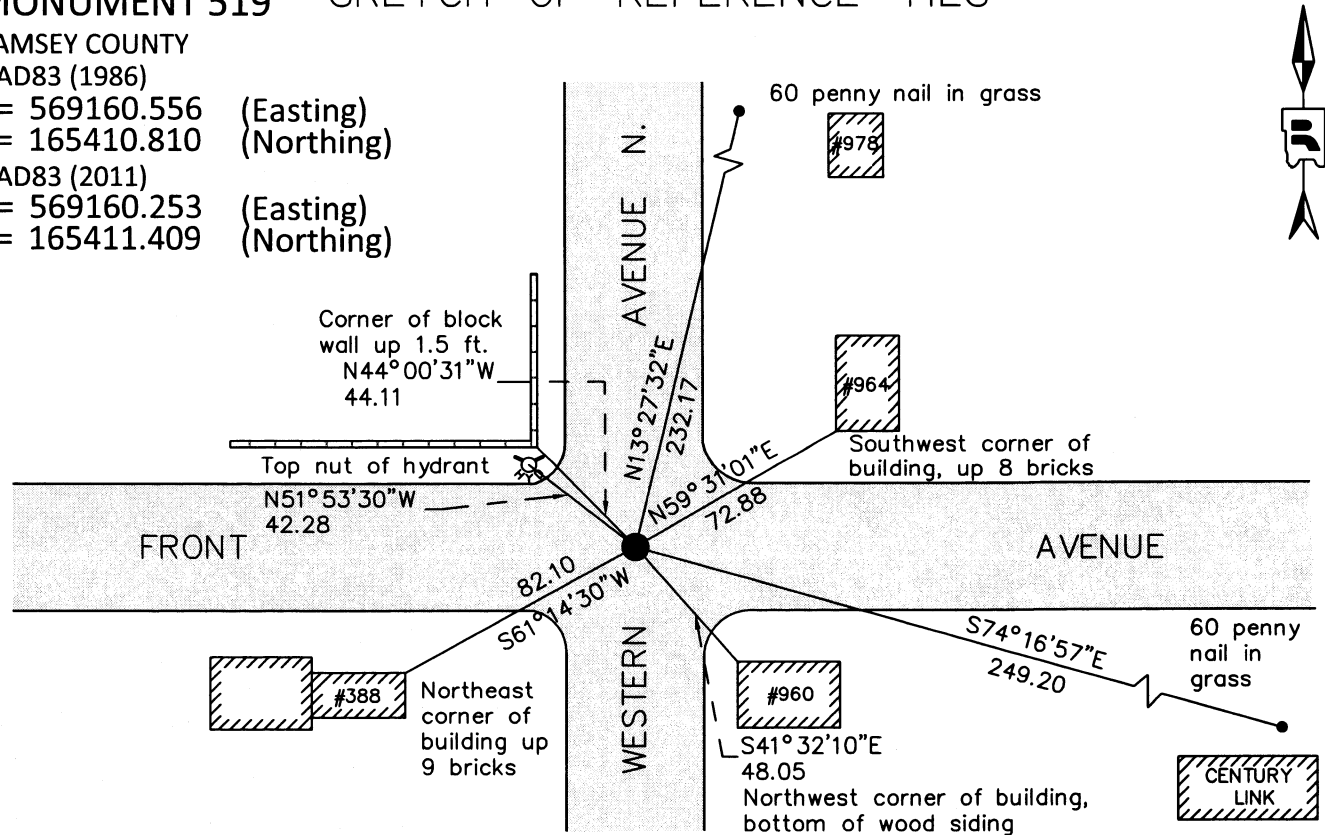 MONUMENT 519
SKETCH OF REFERENCE TIES
AMSEY COUNTY
AD83 (1986)
= 569160.556 (Easting)
= 165410.810 (Northing)
AD83 (2011)
= 569160.253 (Easting)
= 165411.409 (Northing)
60 penny nail in grass
#978
AVENUE N.
Corner of block
wall up 1.5 ft.
N44°00'31"W
44.11
N13°27'32"E
232.17
#964
Southwest corner of
building, up 8 bricks
N59°31'01"E
72.88
Top nut of hydrant
N51°53'30"W
42.28
FRONT
AVENUE
82.10
S61°14'30"W
S74°16'57"E
249.20
60 penny
nail in
grass
#388
Northeast
corner of
building up
9 bricks
WESTERN
#960
S41°32'10"E
48.05
Northwest corner of building,
bottom of wood siding
CENTURY
LINK